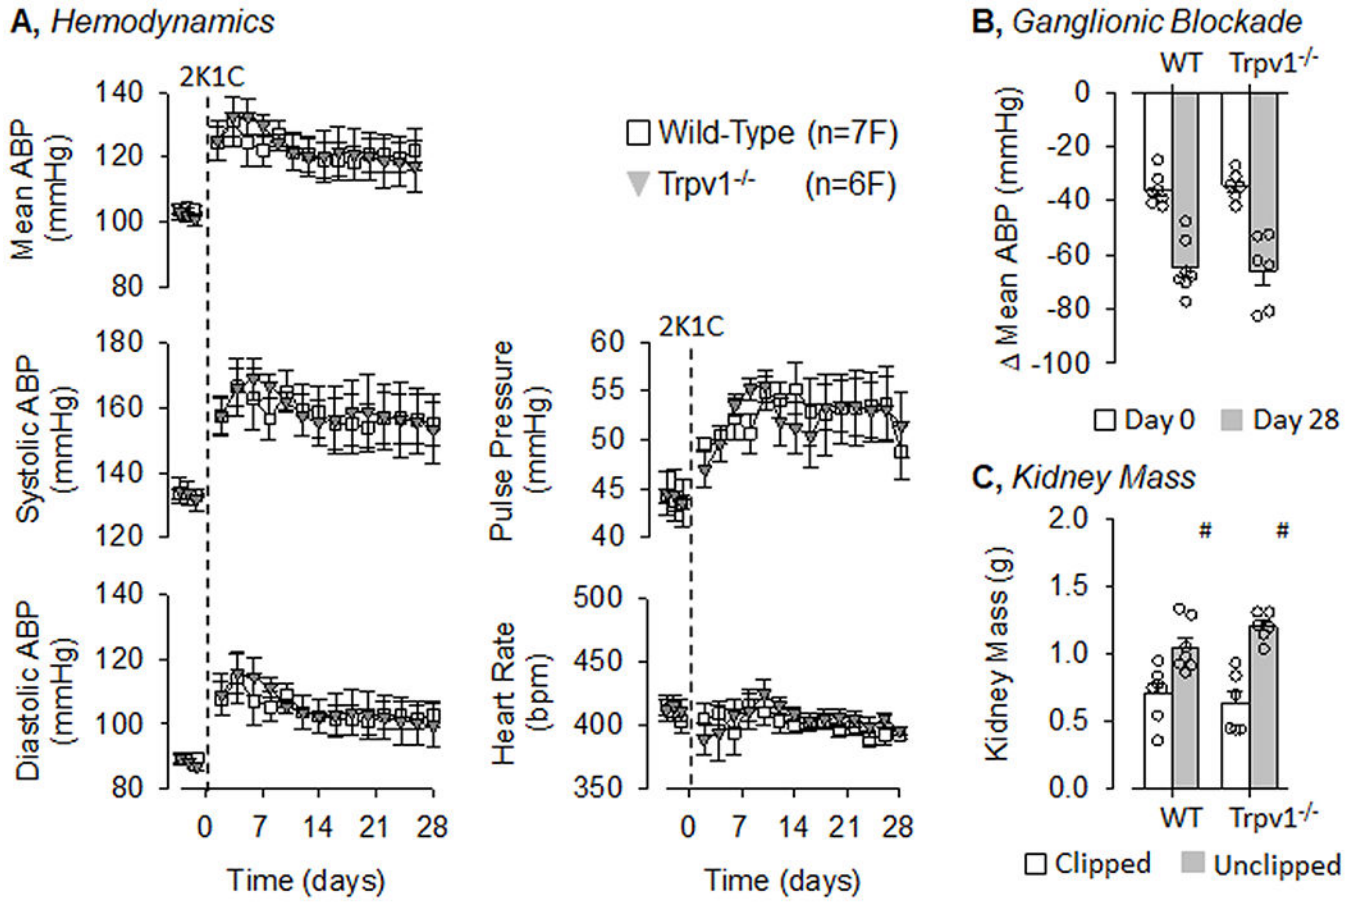 A, Hemodynamics
2K1C
Mean ABP
(mmHg)
140
120
100
80
Wild-Type (n=7F)
Trpv1-/- (n=6F)
Systolic ABP
(mmHg)
180
160
140
120
2K1C
Pulse Pressure
(mmHg)
60
55
50
45
40
Diastolic ABP
(mmHg)
140
120
100
80
0 7 14 21 28
Time (days)
Heart Rate
(bpm)
500
450
400
350
0 7 14 21 28
Time (days)
B, Ganglionic Blockade
WT Trpv1-/-
Δ Mean ABP (mmHg)
0
-20
-40
-60
-80
-100
Day 0 Day 28
C, Kidney Mass
Kidney Mass (g)
2.0
1.5
1.0
0.5
0.0
# #
WT Trpv1-/-
Clipped Unclipped